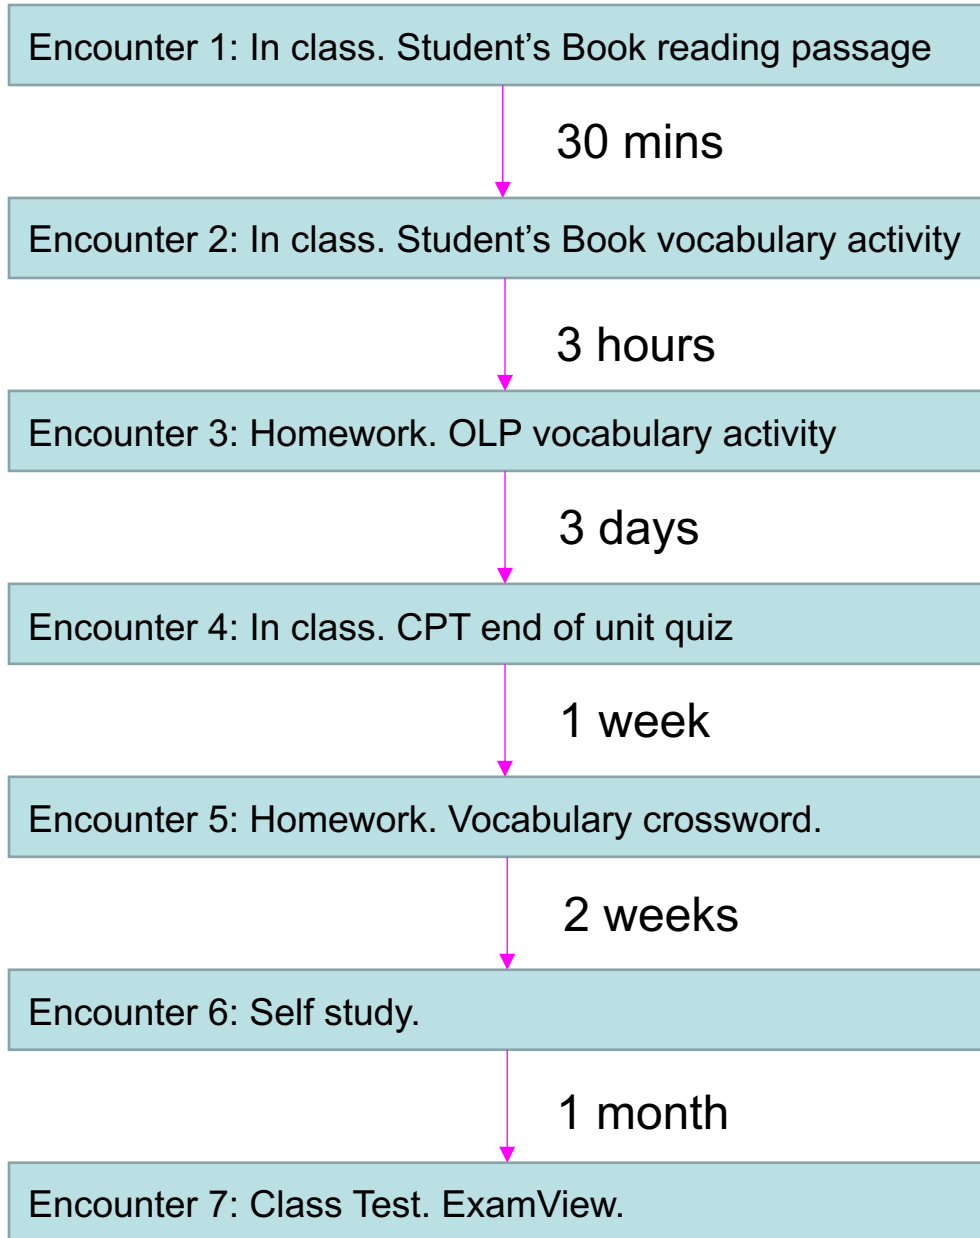 Encounter 1: In class. Student’s Book reading passage
30 mins
Encounter 2: In class. Student’s Book vocabulary activity
3 hours
Encounter 3: Homework. OLP vocabulary activity
3 days
Encounter 4: In class. CPT end of unit quiz
1 week
Encounter 5: Homework. Vocabulary crossword.
2 weeks
Encounter 6: Self study.
1 month
Encounter 7: Class Test. ExamView.